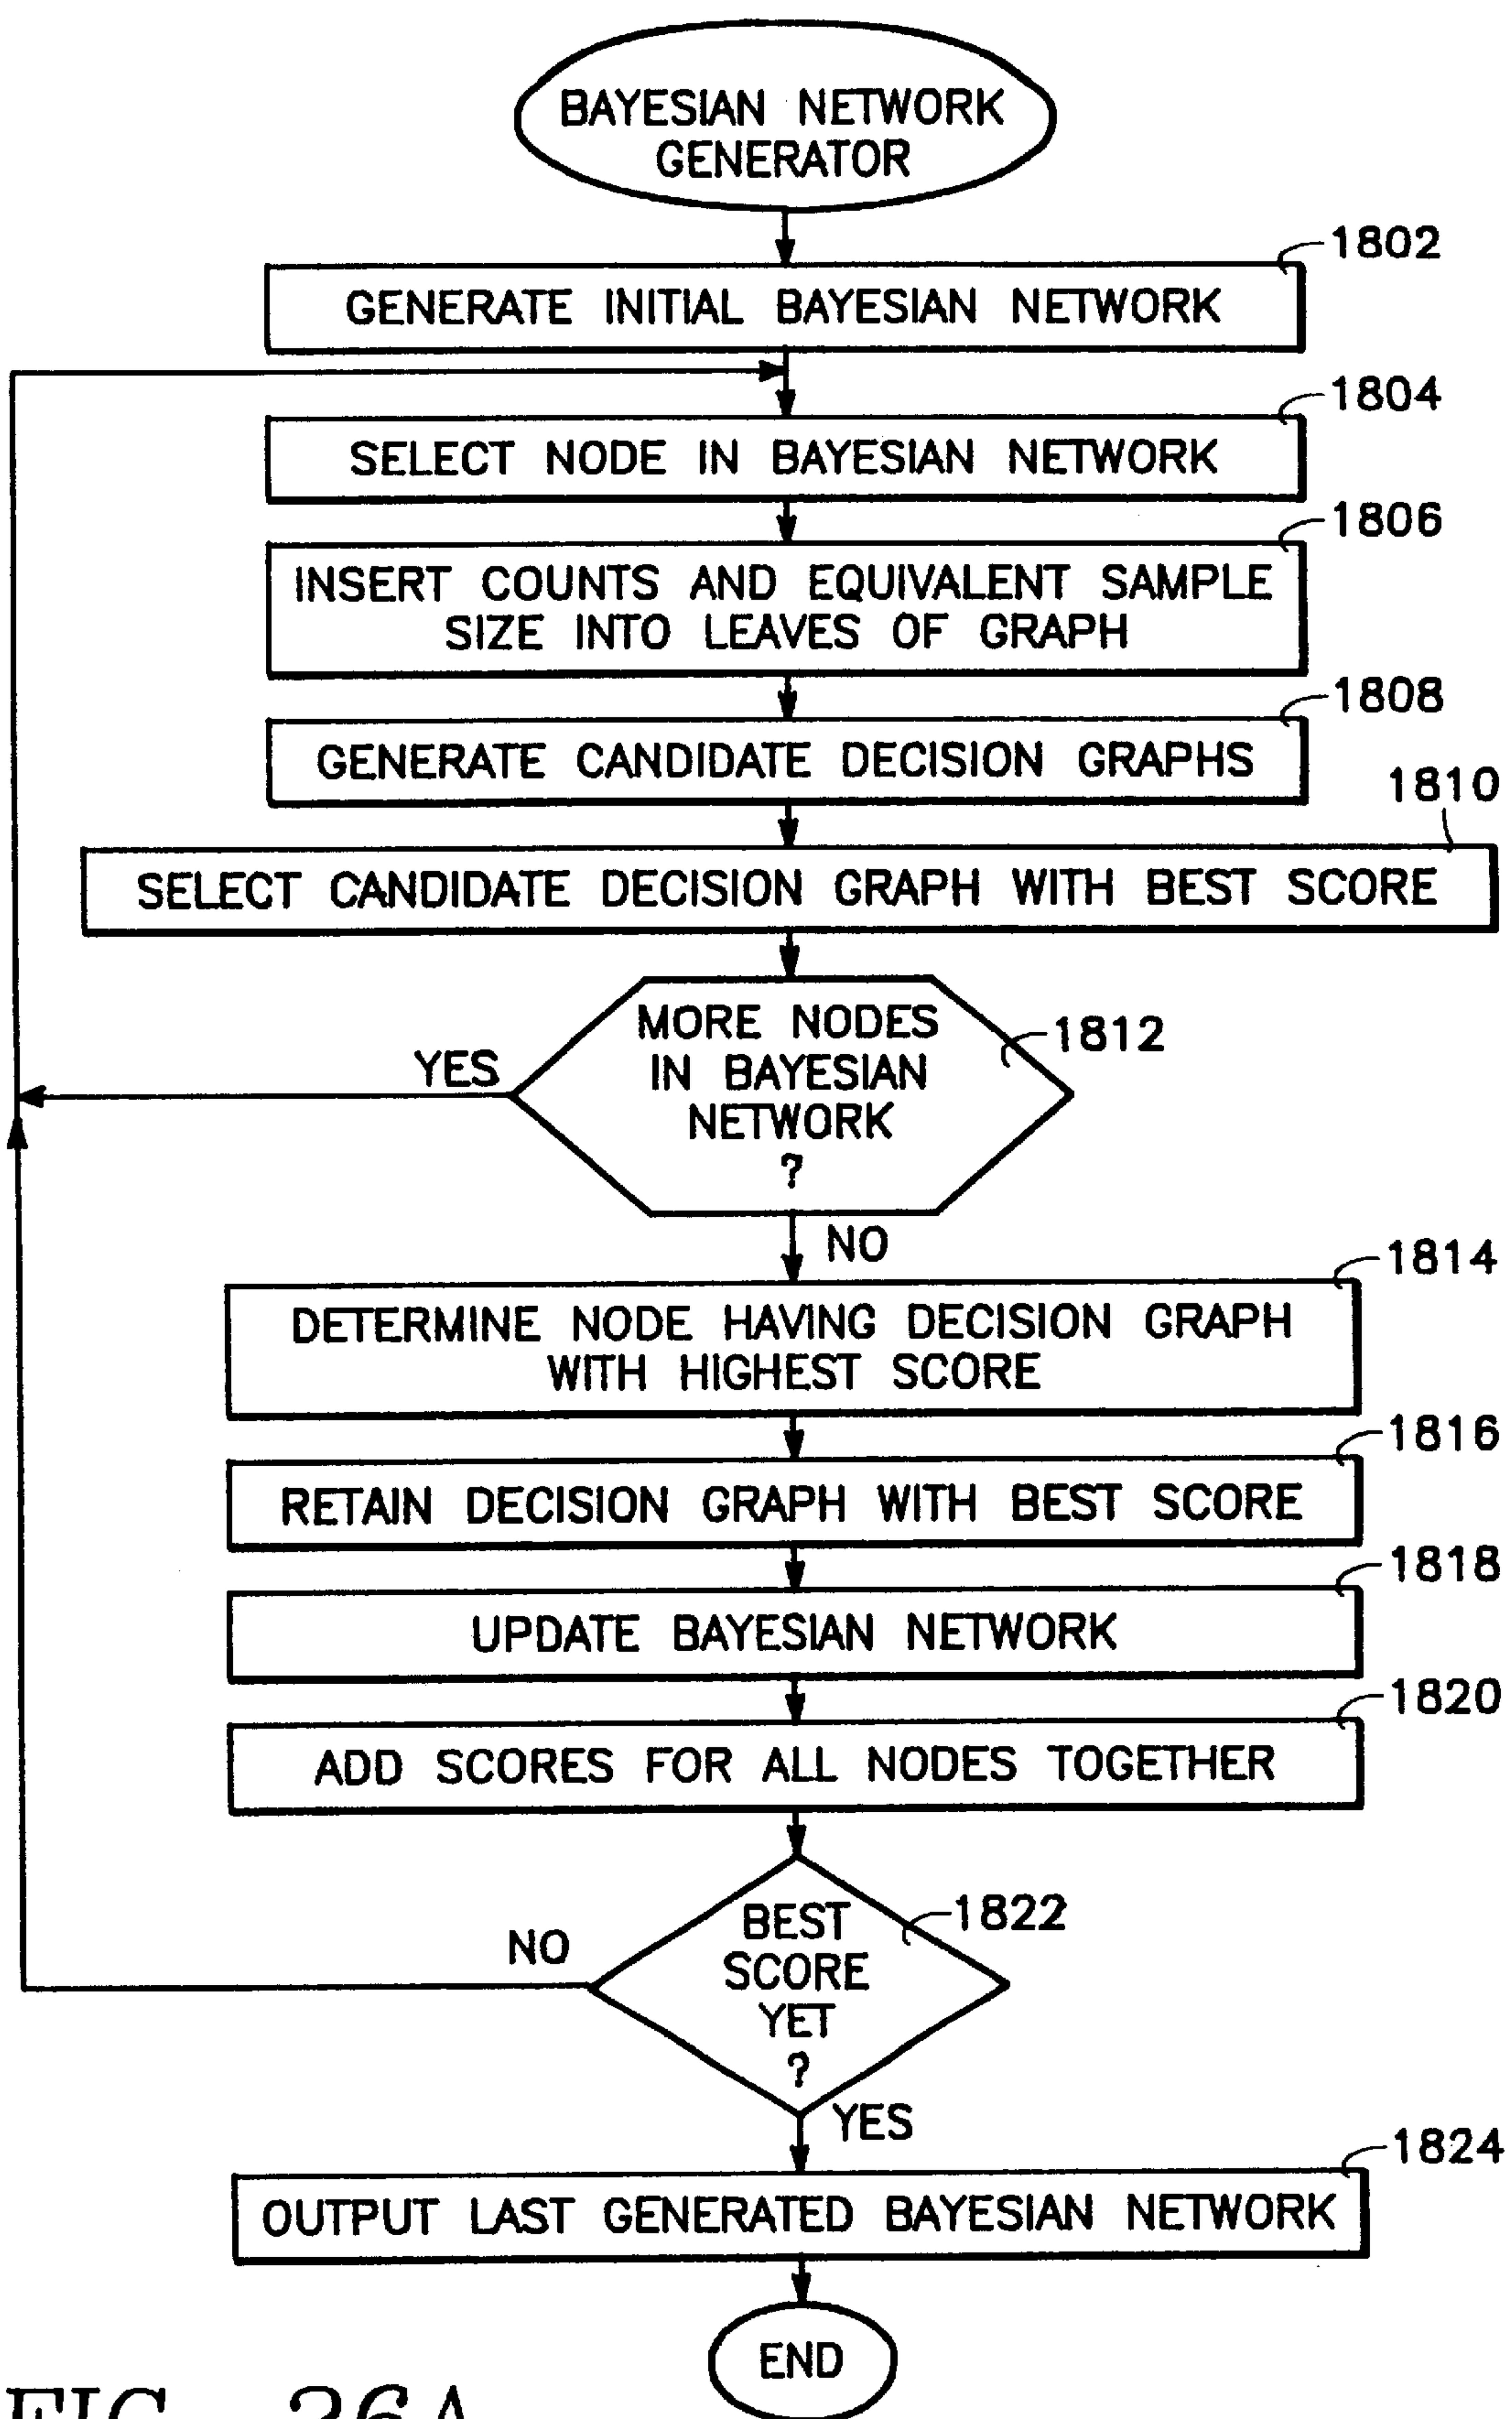 BAYESIAN NETWORK
GENERATOR
1802
GENERATE INITIAL BAYESIAN NETWORK
1804
SELECT NODE IN BAYESIAN NETWORK
1806
INSERT COUNTS AND EQUIVALENT SAMPLE
SIZE INTO LEAVES OF GRAPH
1808
GENERATE CANDIDATE DECISION GRAPHS
1810
SELECT CANDIDATE DECISION GRAPH WITH BEST SCORE
MORE NODES
IN BAYESIAN
NETWORK
?
1812
YES
NO
1814
DETERMINE NODE HAVING DECISION GRAPH
WITH HIGHEST SCORE
1816
RETAIN DECISION GRAPH WITH BEST SCORE
1818
UPDATE BAYESIAN NETWORK
1820
ADD SCORES FOR ALL NODES TOGETHER
BEST
SCORE
YET
?
1822
NO
YES
1824
OUTPUT LAST GENERATED BAYESIAN NETWORK
END
FIG. 26A